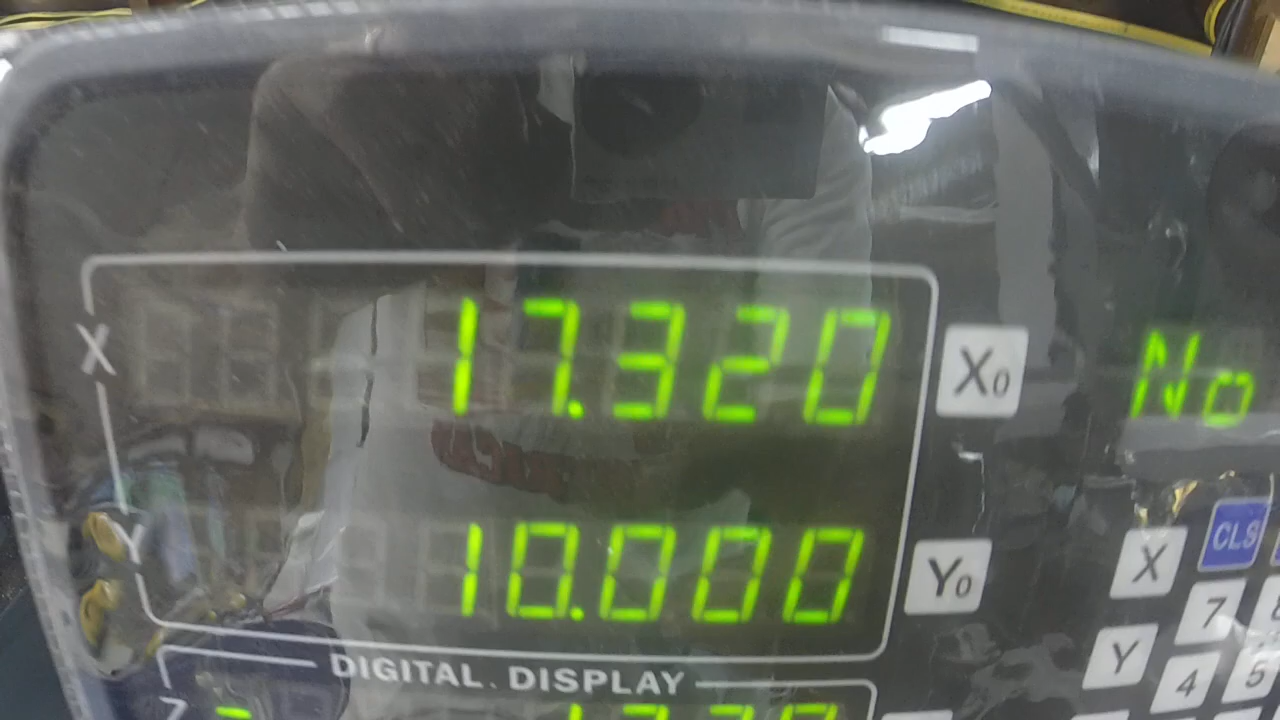 X 17.320 X0 No
Y 10.000 Y0 X CLS
7
Y 4 5
DIGITAL DISPLAY
Z